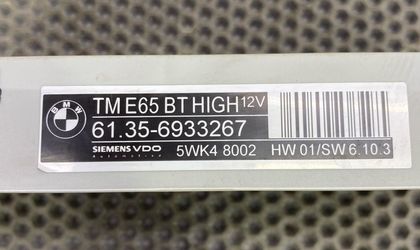 BMW
TM E65 BT HIGH 12V
61.35-6933267
SIEMENS VDO
Automotive
5WK4 8002
HW 01/SW 6.10.3